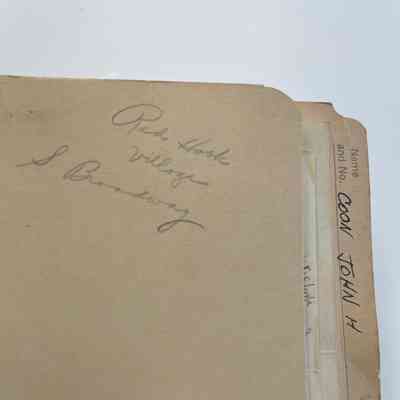 Red Hook
Village
S Broadway
Name
and No. COON JOHN H